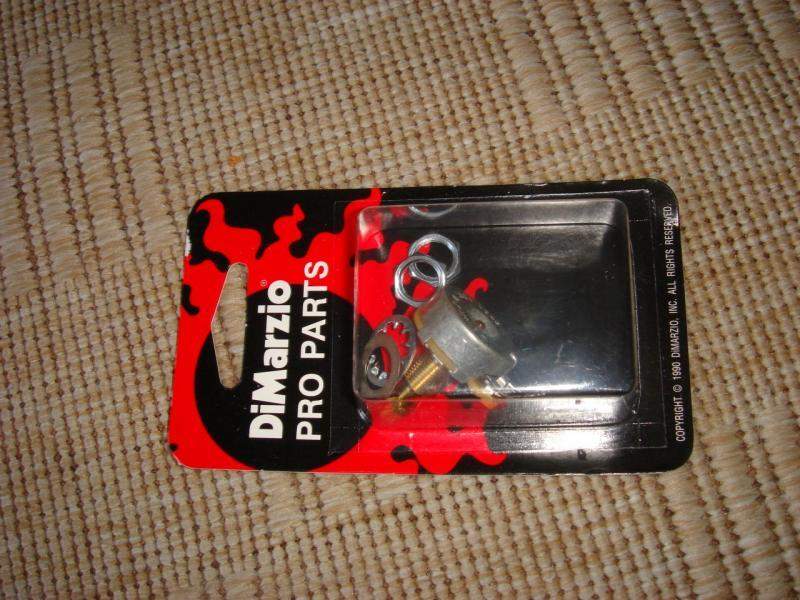 DiMarzio®
PRO PARTS
COPYRIGHT © 1990 DIMARZIO, INC. ALL RIGHTS RESERVED.